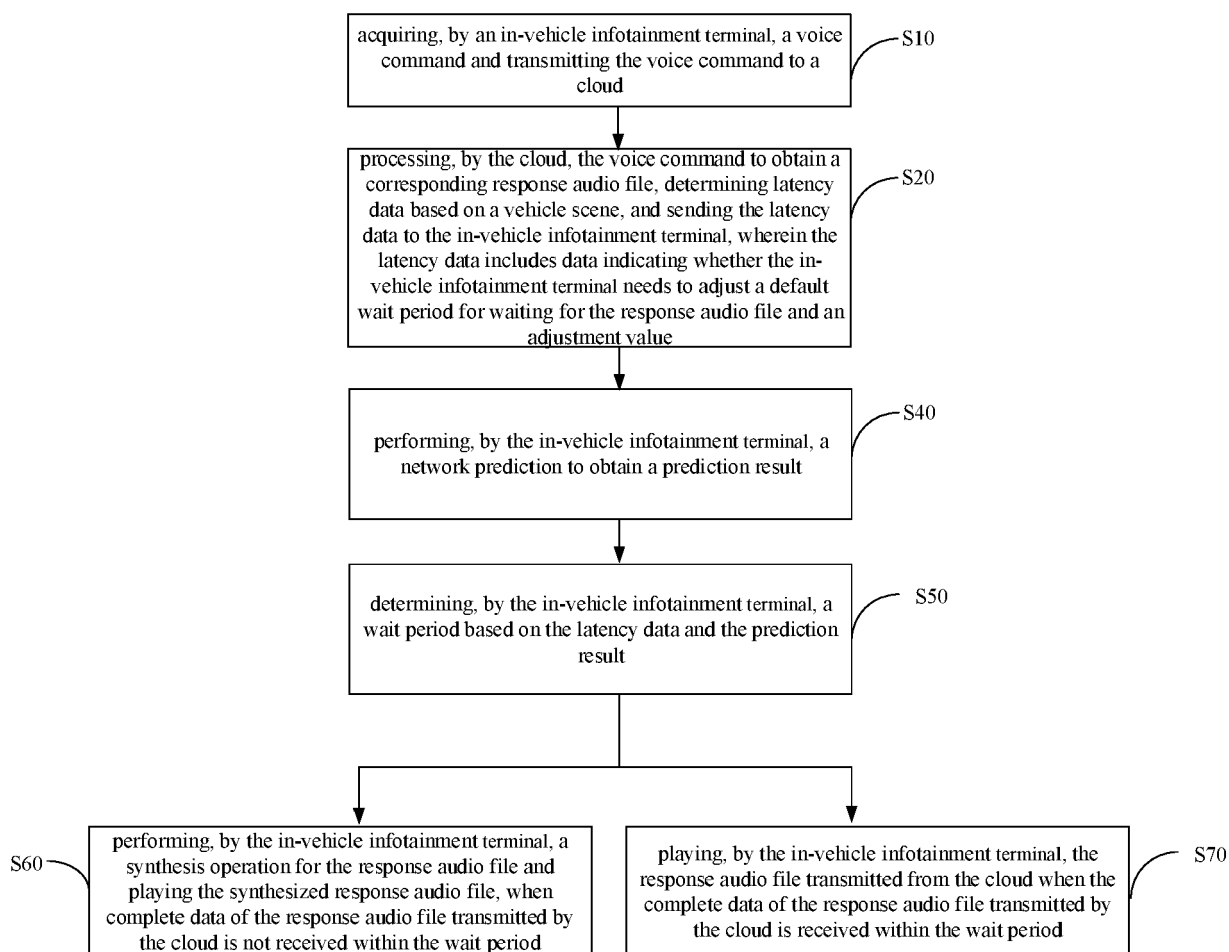 acquiring, by an in-vehicle infotainment terminal, a voice
command and transmitting the voice command to a
cloud
S10
processing, by the cloud, the voice command to obtain a
corresponding response audio file, determining latency
data based on a vehicle scene, and sending the latency
data to the in-vehicle infotainment terminal, wherein the
latency data includes data indicating whether the in-
vehicle infotainment terminal needs to adjust a default
wait period for waiting for the response audio file and an
adjustment value
S20
performing, by the in-vehicle infotainment terminal, a
network prediction to obtain a prediction result
S40
determining, by the in-vehicle infotainment terminal, a
wait period based on the latency data and the prediction
result
S50
S60
performing, by the in-vehicle infotainment terminal, a
synthesis operation for the response audio file and
playing the synthesized response audio file, when
complete data of the response audio file transmitted by
the cloud is not received within the wait period
playing, by the in-vehicle infotainment terminal, the
response audio file transmitted from the cloud when the
complete data of the response audio file transmitted by
the cloud is received within the wait period
S70